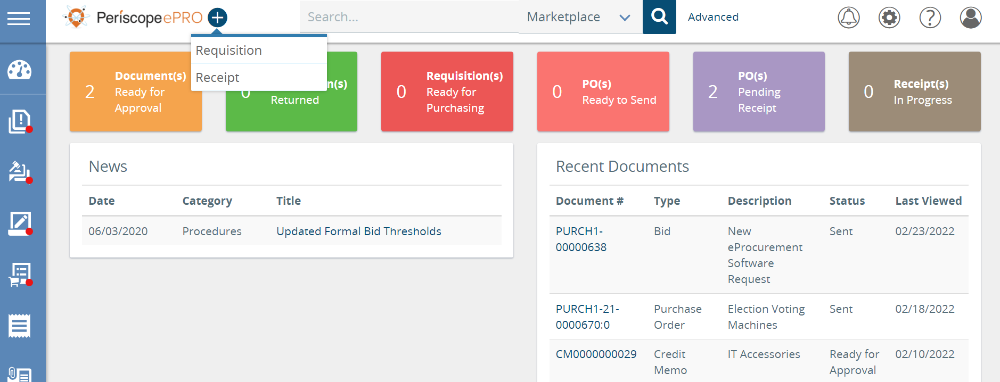 Periscope ePRO
Search...
Marketplace
Advanced
?
Requisition
Receipt
2
Document(s)
Ready for
Approval
n(s)
Returned
0
Requisition(s)
Ready for
Purchasing
0
PO(s)
Ready to Send
2
PO(s)
Pending
Receipt
0
Receipt(s)
In Progress
News
Date Category Title
06/03/2020 Procedures Updated Formal Bid Thresholds
Recent Documents
Document # Type Description Status Last Viewed
PURCH1- Bid New Sent 02/23/2022
00000638 eProcurement
Software
Request
PURCH1-21- Purchase Election Voting Sent 02/18/2022
0000670:0 Order Machines
CM0000000029 Credit IT Accessories Ready for 02/10/2022
Memo Approval